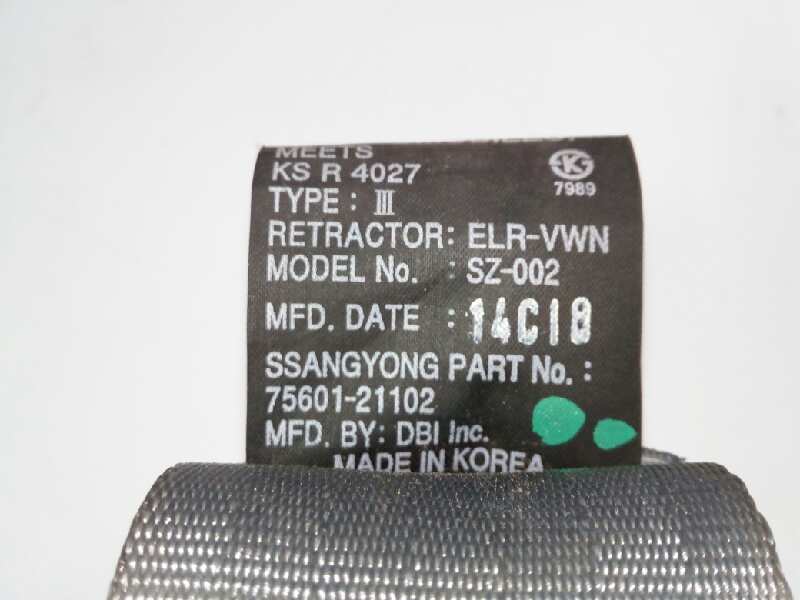 MEETS
KS R 4027
TYPE : III
7989
RETRACTOR: ELR-VWN
MODEL No. : SZ-002
MFD. DATE : 14C18
SSANGYONG PART No. :
75601-21102
MFD. BY: DBI Inc.
MADE IN KOREA